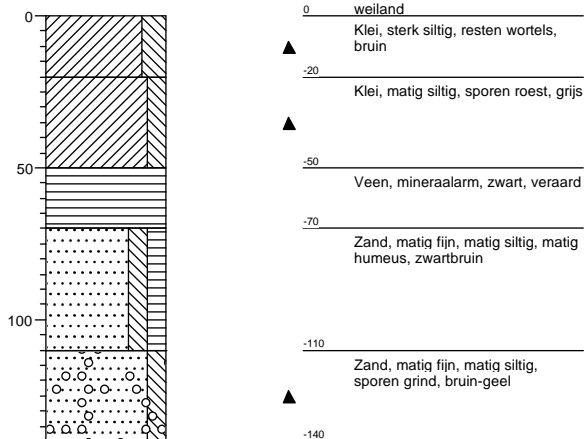 0
50
100
0 weiland
Klei, sterk siltig, resten wortels,
bruin
-20
Klei, matig siltig, sporen roest, grijs
-50
Veen, mineraalarm, zwart, veraard
-70
Zand, matig fijn, matig siltig, matig
humeus, zwartbruin
-110
Zand, matig fijn, matig siltig,
sporen grind, bruin-geel
-140